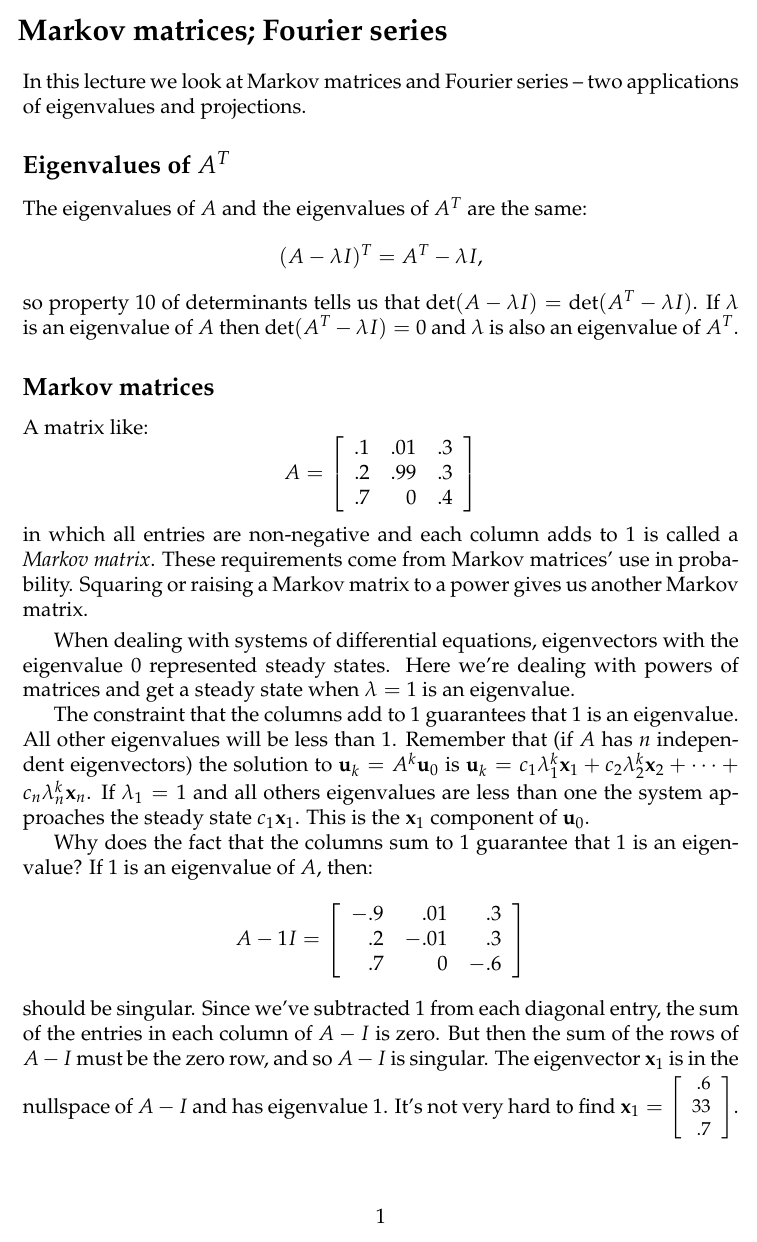 Markov matrices; Fourier series
In this lecture we look at Markov matrices and Fourier series – two applications
of eigenvalues and projections.
Eigenvalues of A^T
The eigenvalues of A and the eigenvalues of A^T are the same:
(A − λI)^T = A^T − λI,
so property 10 of determinants tells us that det(A − λI) = det(A^T − λI). If λ
is an eigenvalue of A then det(A^T − λI) = 0 and λ is also an eigenvalue of A^T.
Markov matrices
A matrix like:
.1 .01 .3
A = .2 .99 .3
.7 0 .4
in which all entries are non-negative and each column adds to 1 is called a
Markov matrix. These requirements come from Markov matrices’ use in proba-
bility. Squaring or raising a Markov matrix to a power gives us another Markov
matrix.
When dealing with systems of differential equations, eigenvectors with the
eigenvalue 0 represented steady states. Here we’re dealing with powers of
matrices and get a steady state when λ = 1 is an eigenvalue.
The constraint that the columns add to 1 guarantees that 1 is an eigenvalue.
All other eigenvalues will be less than 1. Remember that (if A has n indepen-
dent eigenvectors) the solution to u_k = A^k u_0 is u_k = c_1 λ_1^k x_1 + c_2 λ_2^k x_2 + · · · +
c_n λ_n^k x_n. If λ_1 = 1 and all others eigenvalues are less than one the system ap-
proaches the steady state c_1 x_1. This is the x_1 component of u_0.
Why does the fact that the columns sum to 1 guarantee that 1 is an eigen-
value? If 1 is an eigenvalue of A, then:
−.9 .01 .3
A − 1I = .2 −.01 .3
.7 0 −.6
should be singular. Since we’ve subtracted 1 from each diagonal entry, the sum
of the entries in each column of A − I is zero. But then the sum of the rows of
A − I must be the zero row, and so A − I is singular. The eigenvector x_1 is in the
.6
nullspace of A − I and has eigenvalue 1. It’s not very hard to find x_1 = 33 .
.7
1